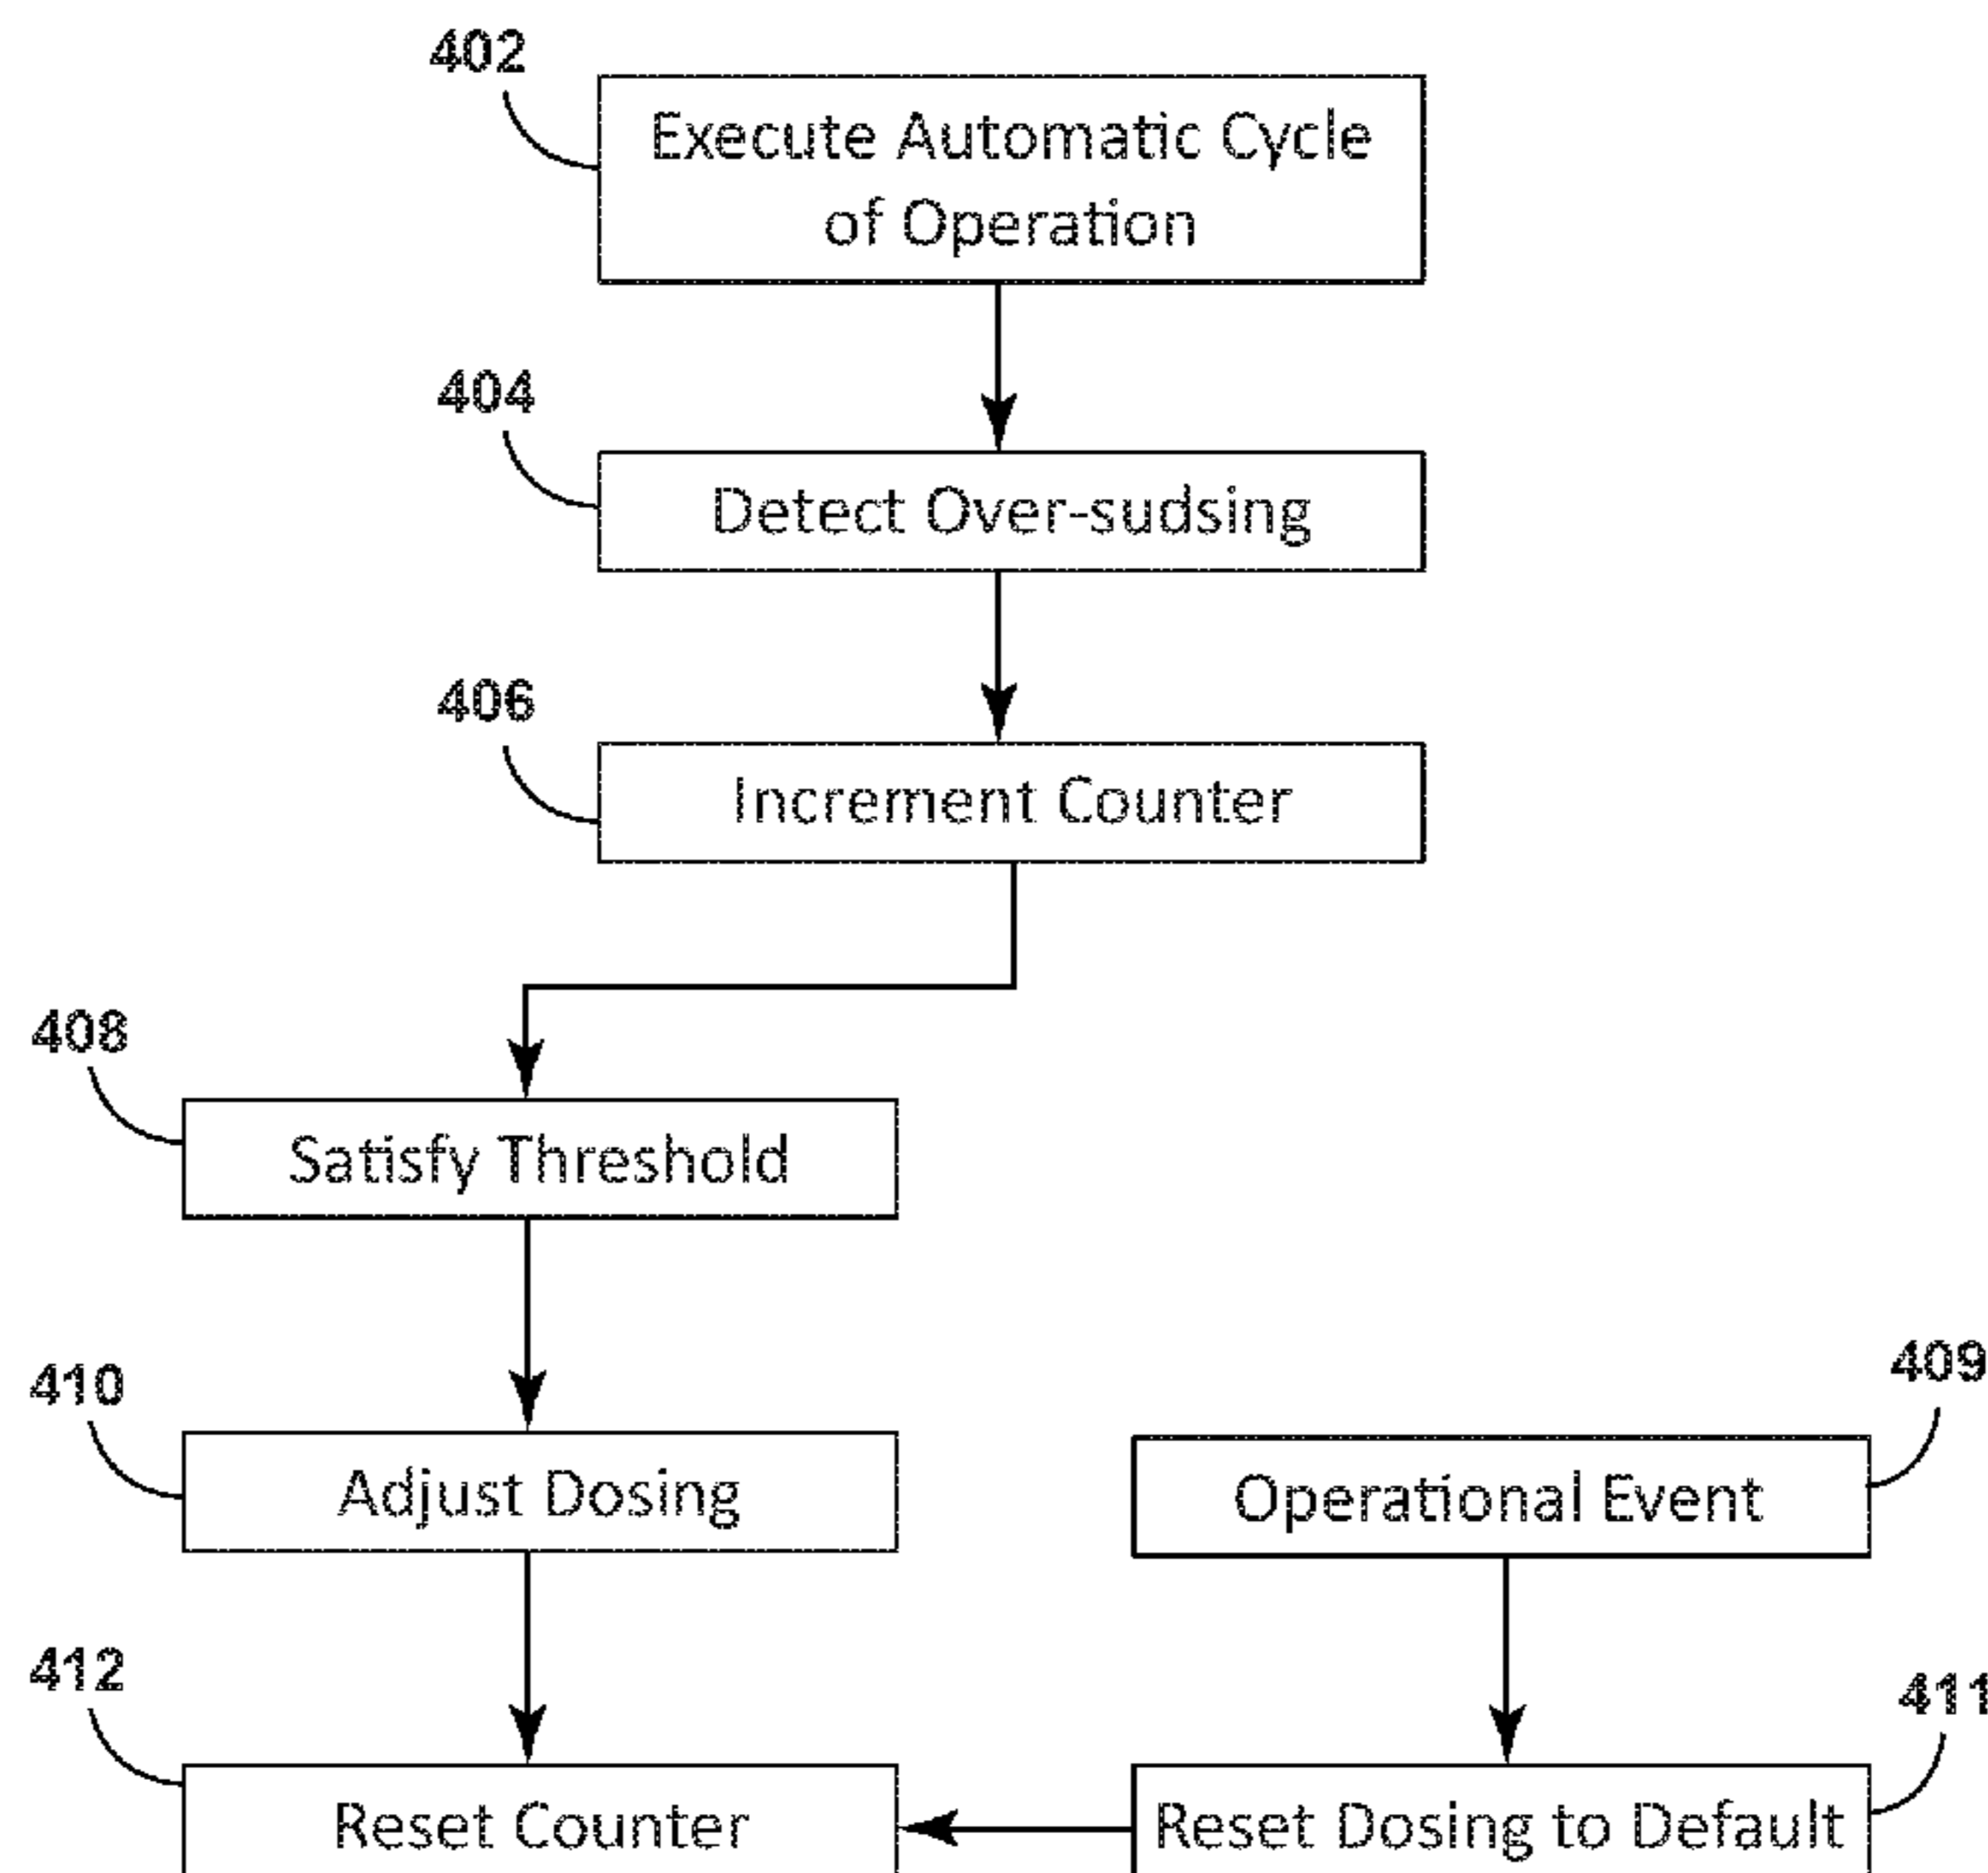 402
Execute Automatic Cycle
of Operation
404
Detect Over-sudsing
406
Increment Counter
408
Satisfy Threshold
410
Adjust Dosing
409
Operational Event
412
Reset Counter
411
Reset Dosing to Default